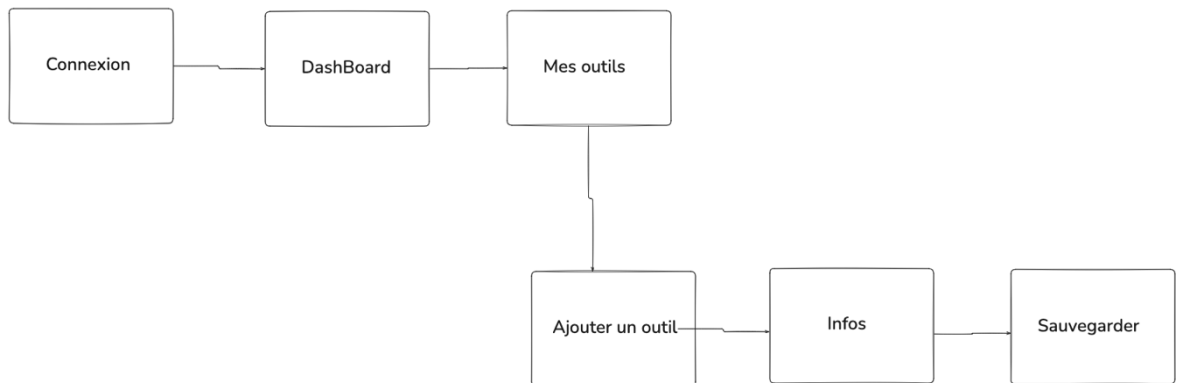 Connexion
DashBoard
Mes outils
Ajouter un outil
Infos
Sauvegarder